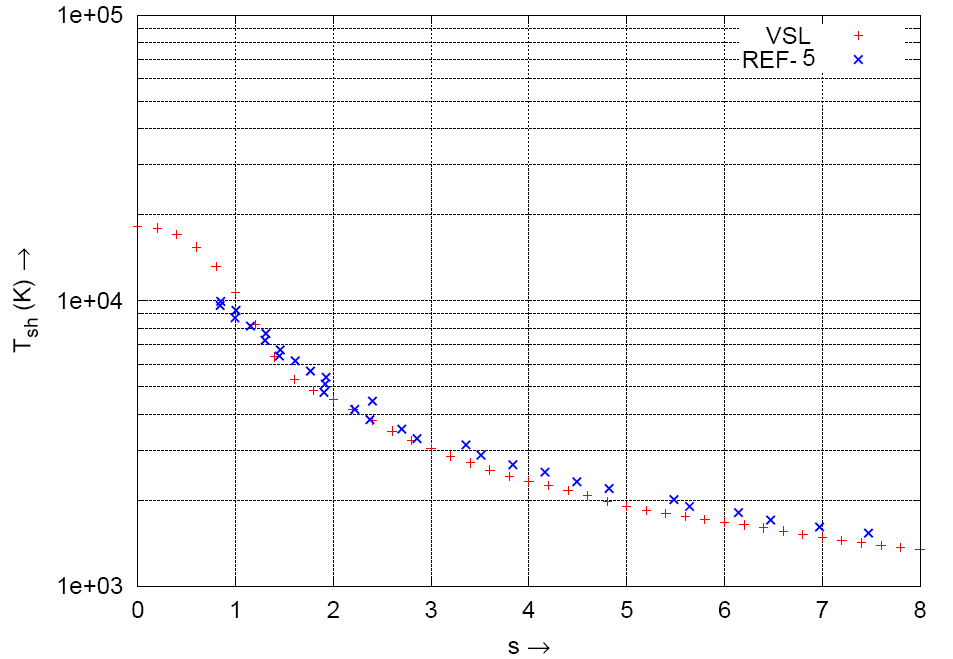 1e+05
VSL
REF- 5
T_sh (K) →
1e+04
1e+03
0 1 2 3 4 5 6 7 8
s →